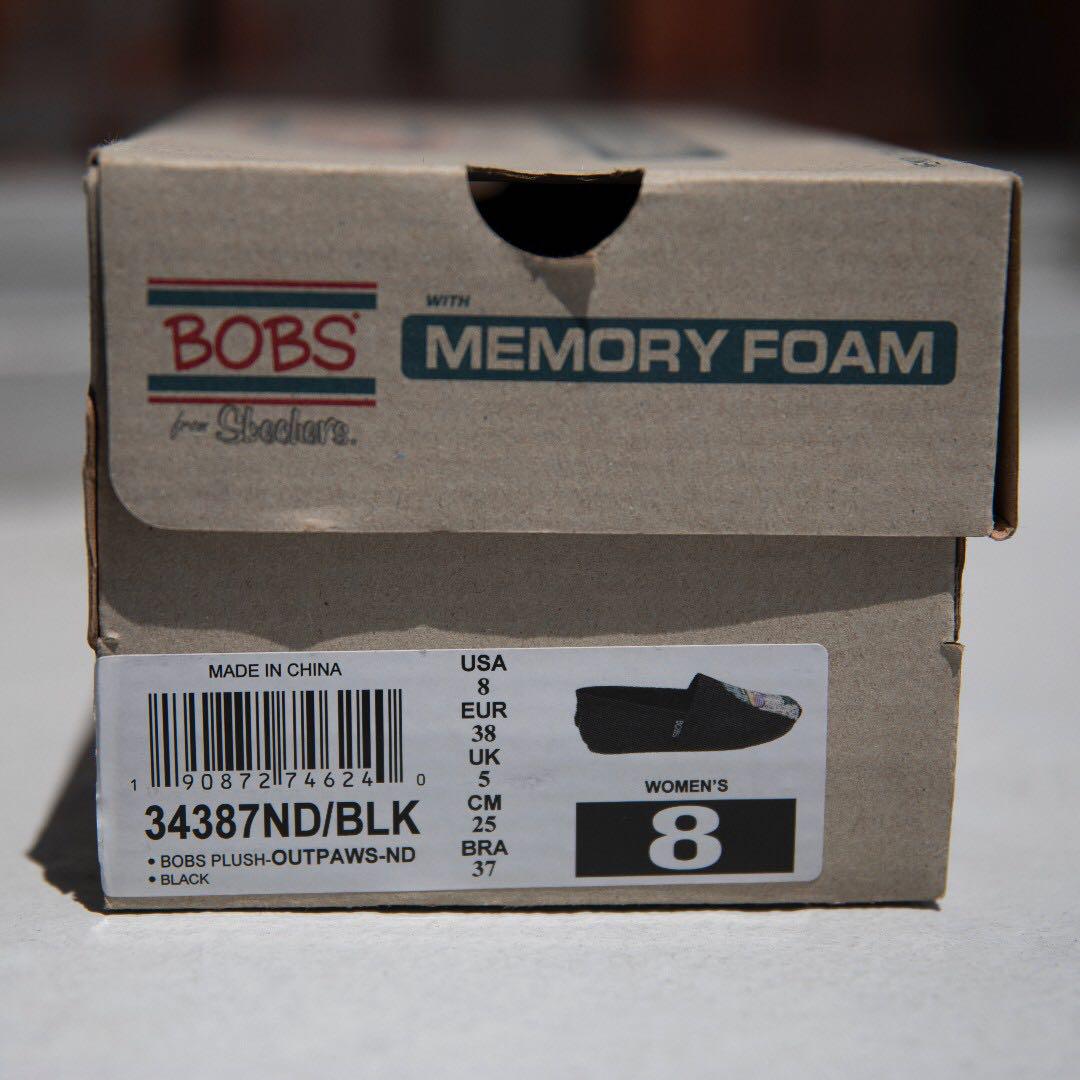 BOBS
from Skechers.
WITH
MEMORY FOAM
MADE IN CHINA
1 90872 74624 0
34387ND/BLK
• BOBS PLUSH-OUTPAWS-ND
• BLACK
USA
8
EUR
38
UK
5
CM
25
BRA
37
BOBS
WOMEN'S
8